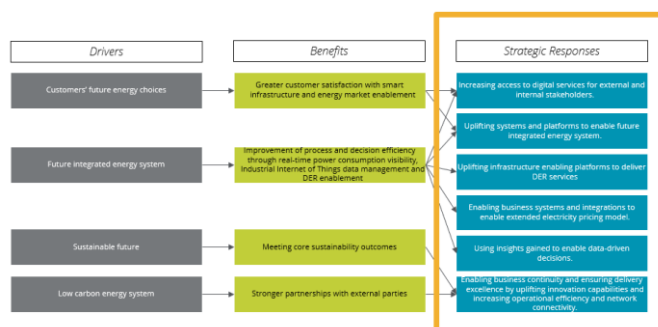 Drivers
Benefits
Strategic Responses
Customers' future energy choices
Greater customer satisfaction with smart
infrastructure and energy market enablement
Increasing access to digital services for external and
internal stakeholders.
Uplifting systems and platforms to enable future
integrated energy system.
Future integrated energy system
Improvement of process and decision efficiency
through real-time power consumption visibility,
Industrial Internet of Things data management and
DER enablement
Uplifting infrastructure enabling platforms to deliver
DER services
Enabling business systems and integrations to
enable extended electricity pricing model.
Sustainable future
Meeting core sustainability outcomes
Using insights gained to enable data-driven
decisions.
Low carbon energy system
Stronger partnerships with external parties
Enabling business continuity and ensuring delivery
excellence by uplifting innovation capabilities and
increasing operational efficiency and network
connectivity.